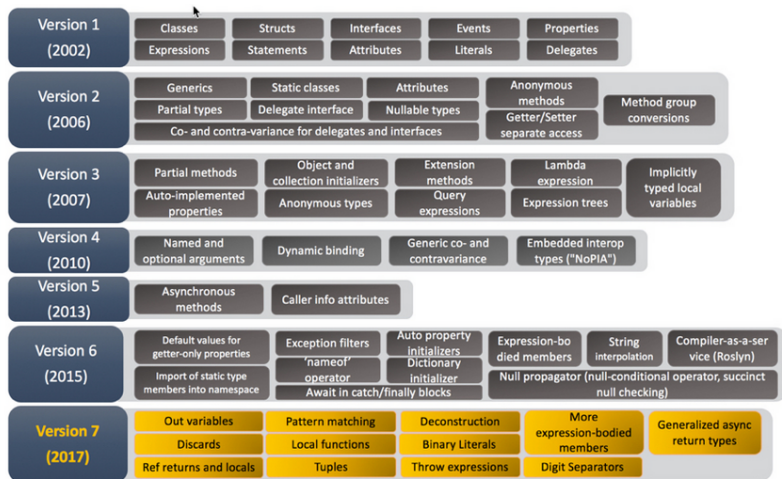 Version 1
(2002)
Classes
Structs
Interfaces
Events
Properties
Expressions
Statements
Attributes
Literals
Delegates
Version 2
(2006)
Generics
Static classes
Attributes
Anonymous
methods
Method group
conversions
Partial types
Delegate interface
Nullable types
Getter/Setter
separate access
Co- and contra-variance for delegates and interfaces
Version 3
(2007)
Partial methods
Object and
collection initializers
Extension
methods
Lambda
expression
Implicitly
typed local
variables
Auto-implemented
properties
Anonymous types
Query
expressions
Expression trees
Version 4
(2010)
Named and
optional arguments
Dynamic binding
Generic co- and
contravariance
Embedded interop
types ("NoPIA")
Version 5
(2013)
Asynchronous
methods
Caller info attributes
Version 6
(2015)
Default values for
getter-only properties
Exception filters
Auto property
initializers
Expression-bo
died members
String
interpolation
Compiler-as-a-ser
vice (Roslyn)
Import of static type
members into namespace
'nameof'
operator
Dictionary
initializer
Await in catch/finally blocks
Null propagator (null-conditional operator, succinct
null checking)
Version 7
(2017)
Out variables
Pattern matching
Deconstruction
More
expression-bodied
members
Generalized async
return types
Discards
Local functions
Binary Literals
Ref returns and locals
Tuples
Throw expressions
Digit Separators